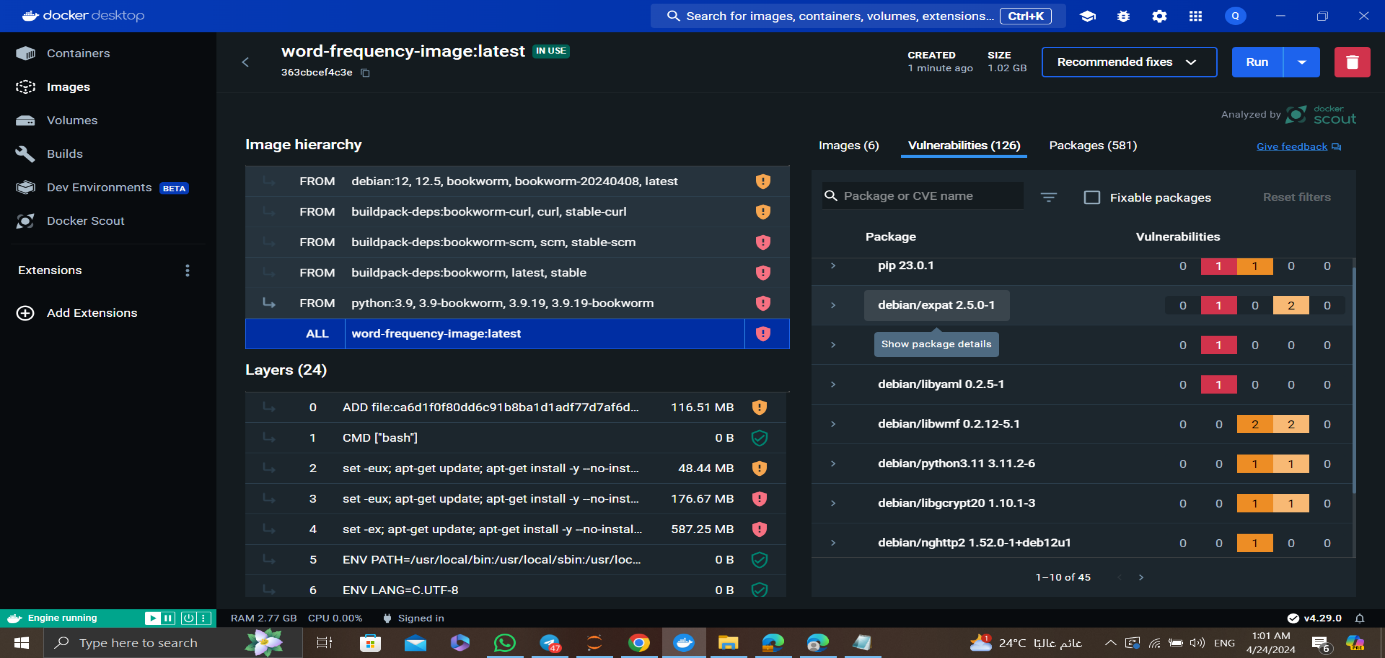 docker desktop
Search for images, containers, volumes, extensions... Ctrl+K
Q
Containers
Images
Volumes
Builds
Dev Environments BETA
Docker Scout
Extensions
Add Extensions
word-frequency-image:latest IN USE
363cbcef4c3e
CREATED
1 minute ago
SIZE
1.02 GB
Recommended fixes
Run
Analyzed by docker scout
Image hierarchy
FROM debian:12, 12.5, bookworm, bookworm-20240408, latest
FROM buildpack-deps:bookworm-curl, curl, stable-curl
FROM buildpack-deps:bookworm-scm, scm, stable-scm
FROM buildpack-deps:bookworm, latest, stable
FROM python:3.9, 3.9-bookworm, 3.9.19, 3.9.19-bookworm
ALL word-frequency-image:latest
Layers (24)
0 ADD file:ca6d1f0f80dd6c91b8ba1d1adf77d7af6d... 116.51 MB
1 CMD ["bash"] 0 B
2 set -eux; apt-get update; apt-get install -y --no-inst... 48.44 MB
3 set -eux; apt-get update; apt-get install -y --no-inst... 176.67 MB
4 set -ex; apt-get update; apt-get install -y --no-install... 587.25 MB
5 ENV PATH=/usr/local/bin:/usr/local/sbin:/usr/loc... 0 B
6 ENV LANG=C.UTF-8 0 B
Images (6) Vulnerabilities (126) Packages (581) Give feedback
Package or CVE name
Fixable packages
Reset filters
Package Vulnerabilities
pip 23.0.1 0 1 1 0 0
debian/expat 2.5.0-1 0 1 0 2 0
Show package details
0 1 0 0 0
debian/libyaml 0.2.5-1 0 1 0 0 0
debian/libwmf 0.2.12-5.1 0 0 2 2 0
debian/python3.11 3.11.2-6 0 0 1 1 0
debian/libgcrypt20 1.10.1-3 0 0 1 1 0
debian/nghttp2 1.52.0-1+deb12u1 0 0 1 0 0
1–10 of 45
Engine running
RAM 2.77 GB CPU 0.00% Signed in
v4.29.0
Type here to search
47
1
24°C غائم غالبًا
ENG
1:01 AM
4/24/2024
6